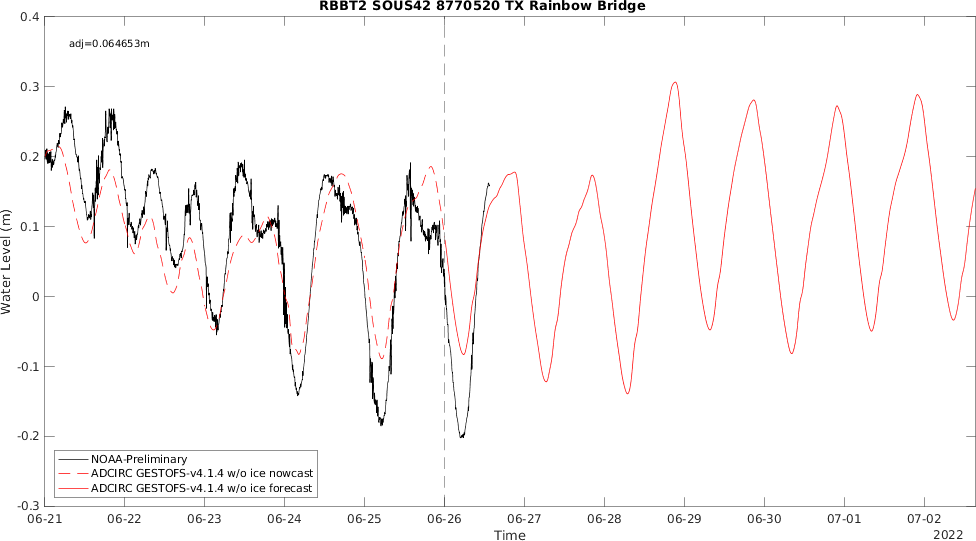 RBBT2 SOUS42 8770520 TX Rainbow Bridge
0.4
adj=0.064653m
0.3
0.2
0.1
0
-0.1
-0.2
-0.3
Water Level (m)
NOAA-Preliminary
ADCIRC GESTOFS-v4.1.4 w/o ice nowcast
ADCIRC GESTOFS-v4.1.4 w/o ice forecast
06-21 06-22 06-23 06-24 06-25 06-26 06-27 06-28 06-29 06-30 07-01 07-02
Time
2022